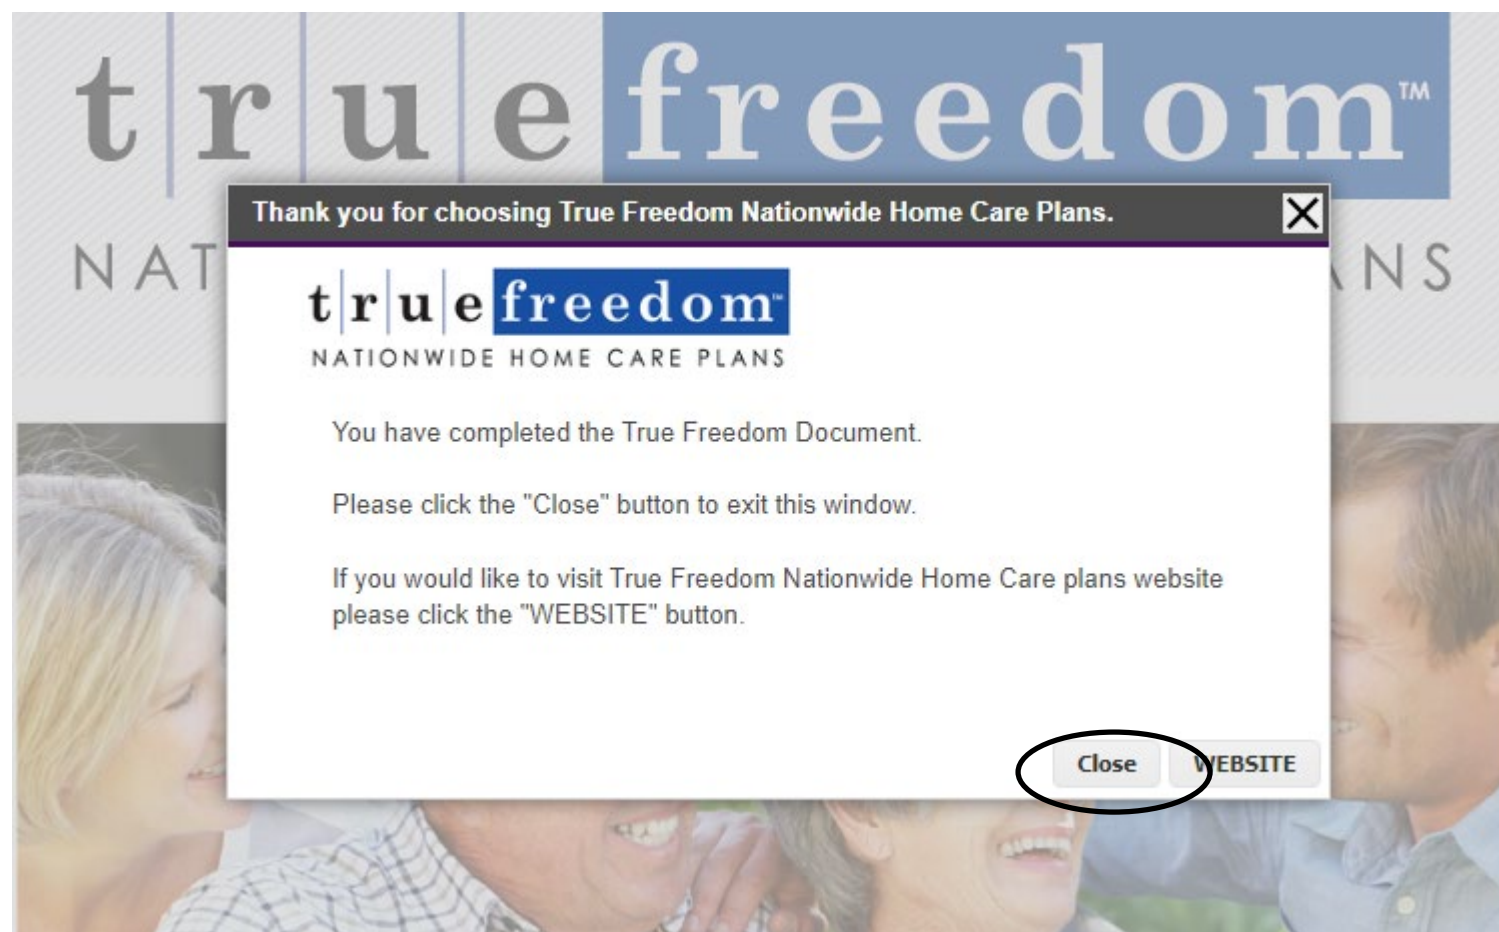 true freedom™
NAT
ANS
Thank you for choosing True Freedom Nationwide Home Care Plans.
true freedom™
NATIONWIDE HOME CARE PLANS
You have completed the True Freedom Document.
Please click the "Close" button to exit this window.
If you would like to visit True Freedom Nationwide Home Care plans website
please click the "WEBSITE" button.
Close WEBSITE